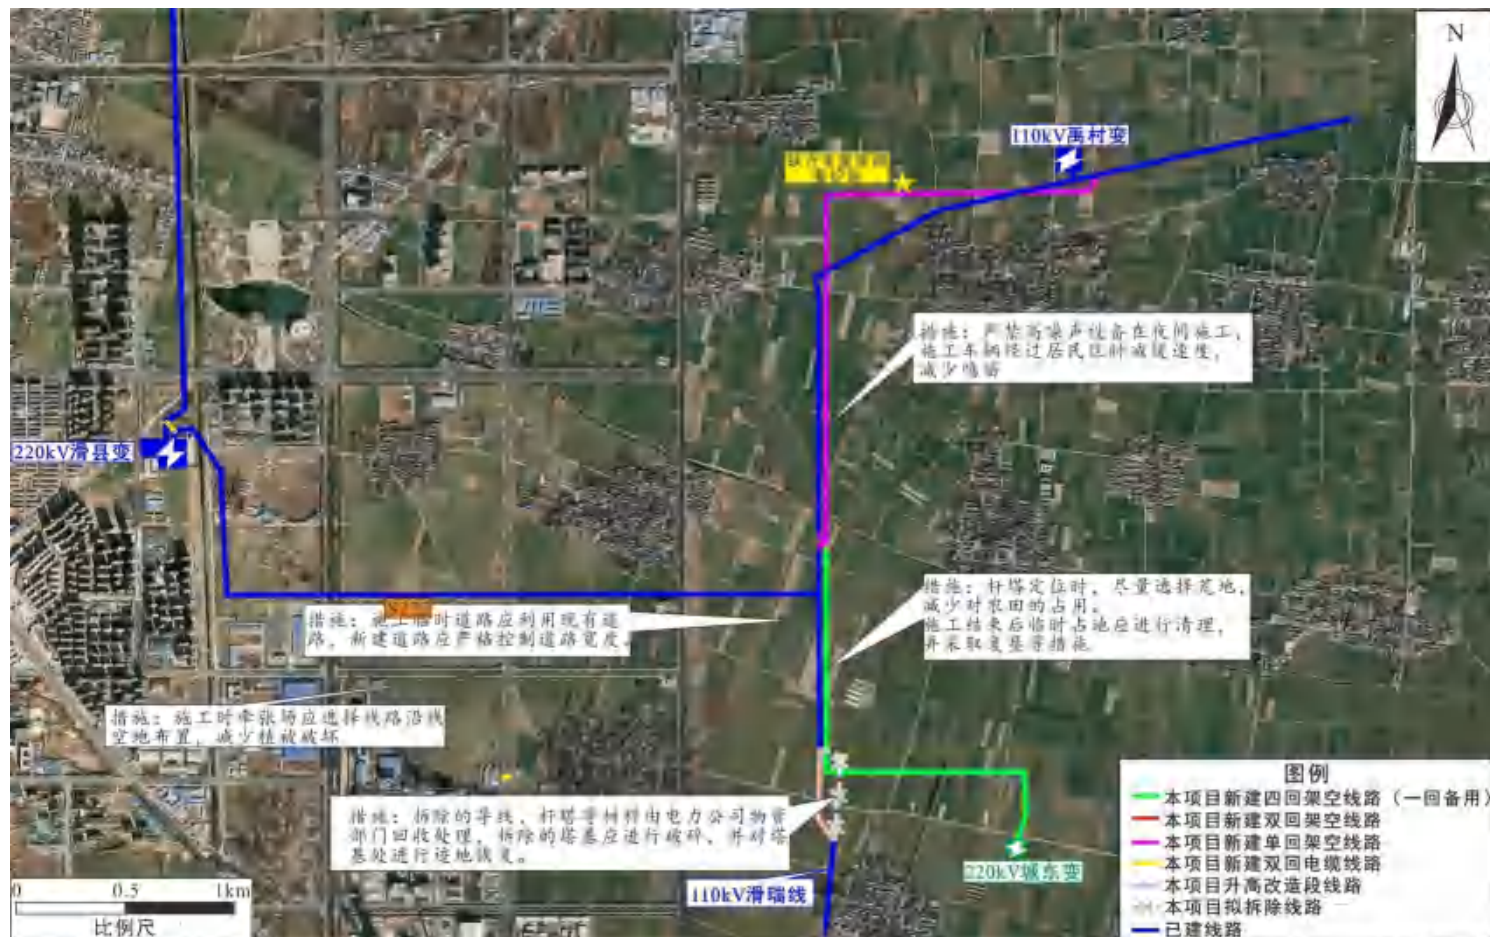 N
110kV禹村变
220kV滑县变
措施：严禁高噪声设备在夜间施工，
施工车辆经过居民区时减缓速度，
减少鸣笛
措施：杆塔定位时，尽量选择荒地，
减少对农田的占用。
施工结束后临时占地应进行清理，
并采取复垦等措施
措施：施工临时道路应利用现有道
路，新建道路应严格控制道路宽度。
措施：施工时牵张场应选择线路沿线
空地布置，减少植被破坏
措施：拆除的导线、杆塔等材料由电力公司物资
部门回收处理，拆除的塔基应进行破碎，并对塔
基处进行迹地恢复。
220kV城东变
110kV滑瑞线
0 0.5 1km
比例尺
图例
本项目新建四回架空线路（一回备用）
本项目新建双回架空线路
本项目新建单回架空线路
本项目新建双回电缆线路
本项目升高改造段线路
本项目拟拆除线路
已建线路